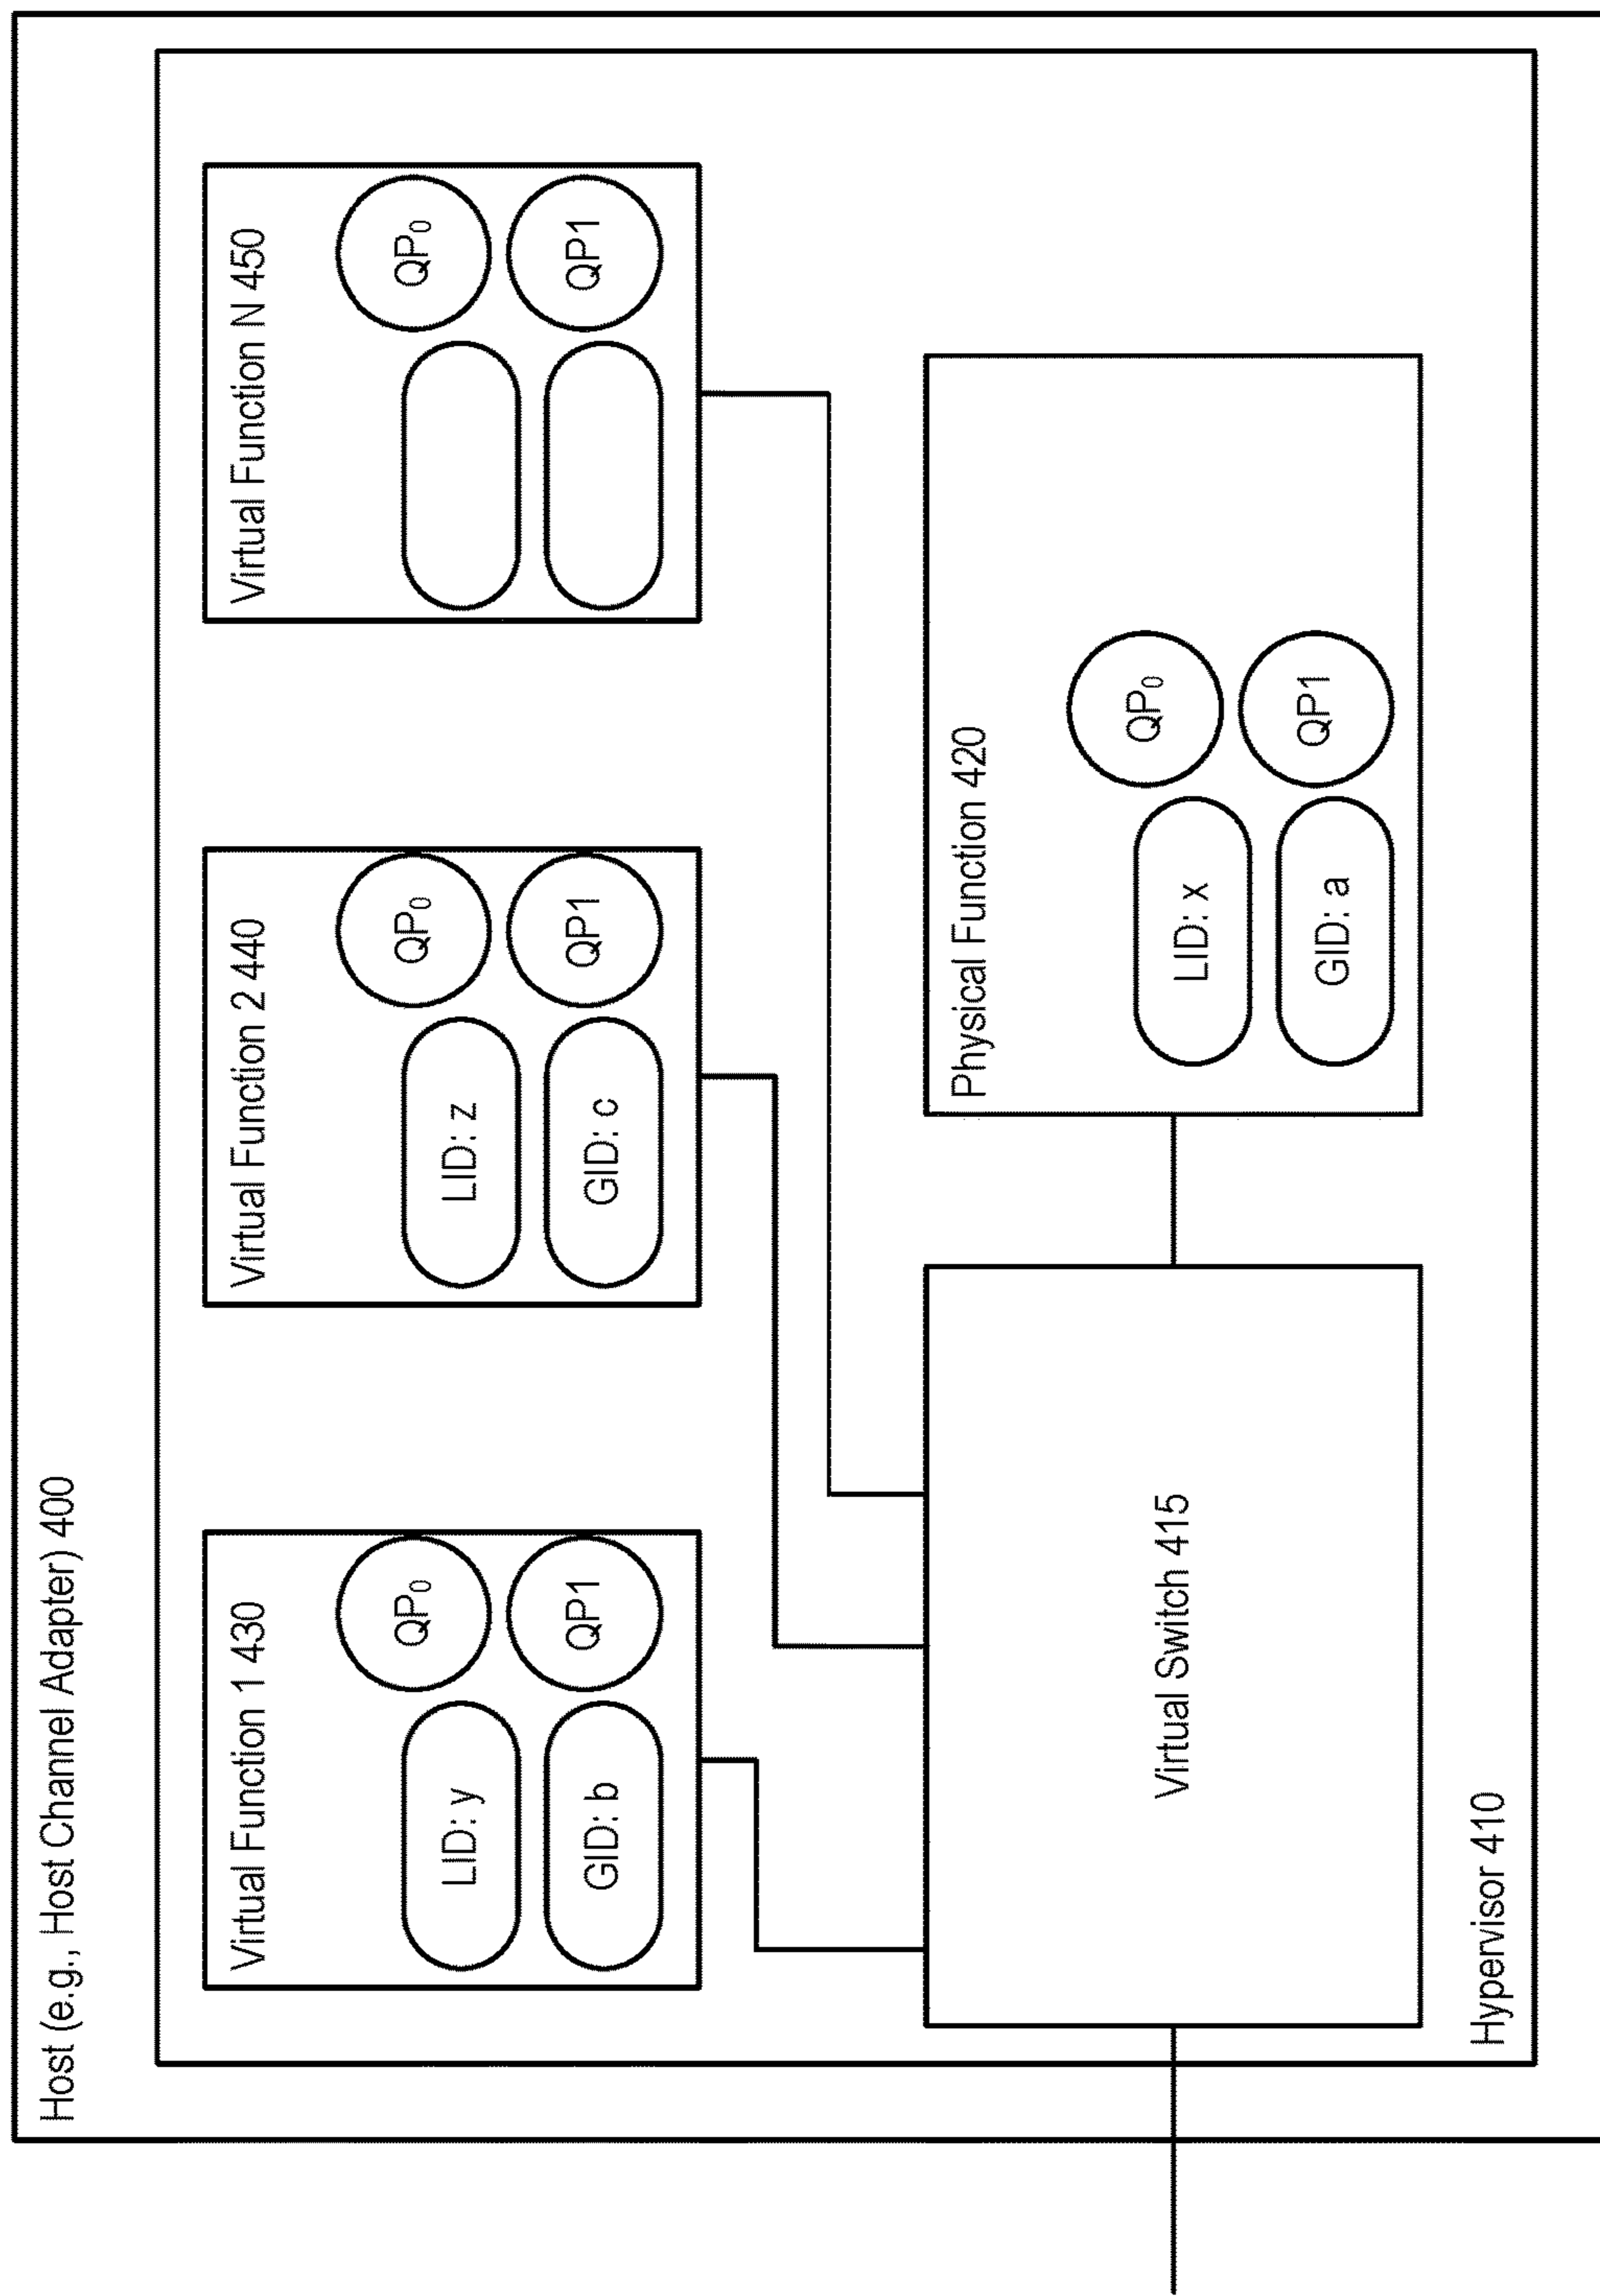 Host (e.g., Host Channel Adapter) 400
Virtual Function 1 430
QP₀
LID: y
QP1
GID: b
Virtual Function 2 440
QP₀
LID: z
QP1
GID: c
Virtual Function N 450
QP₀
QP1
Virtual Switch 415
Physical Function 420
QP₀
LID: x
QP1
GID: a
Hypervisor 410